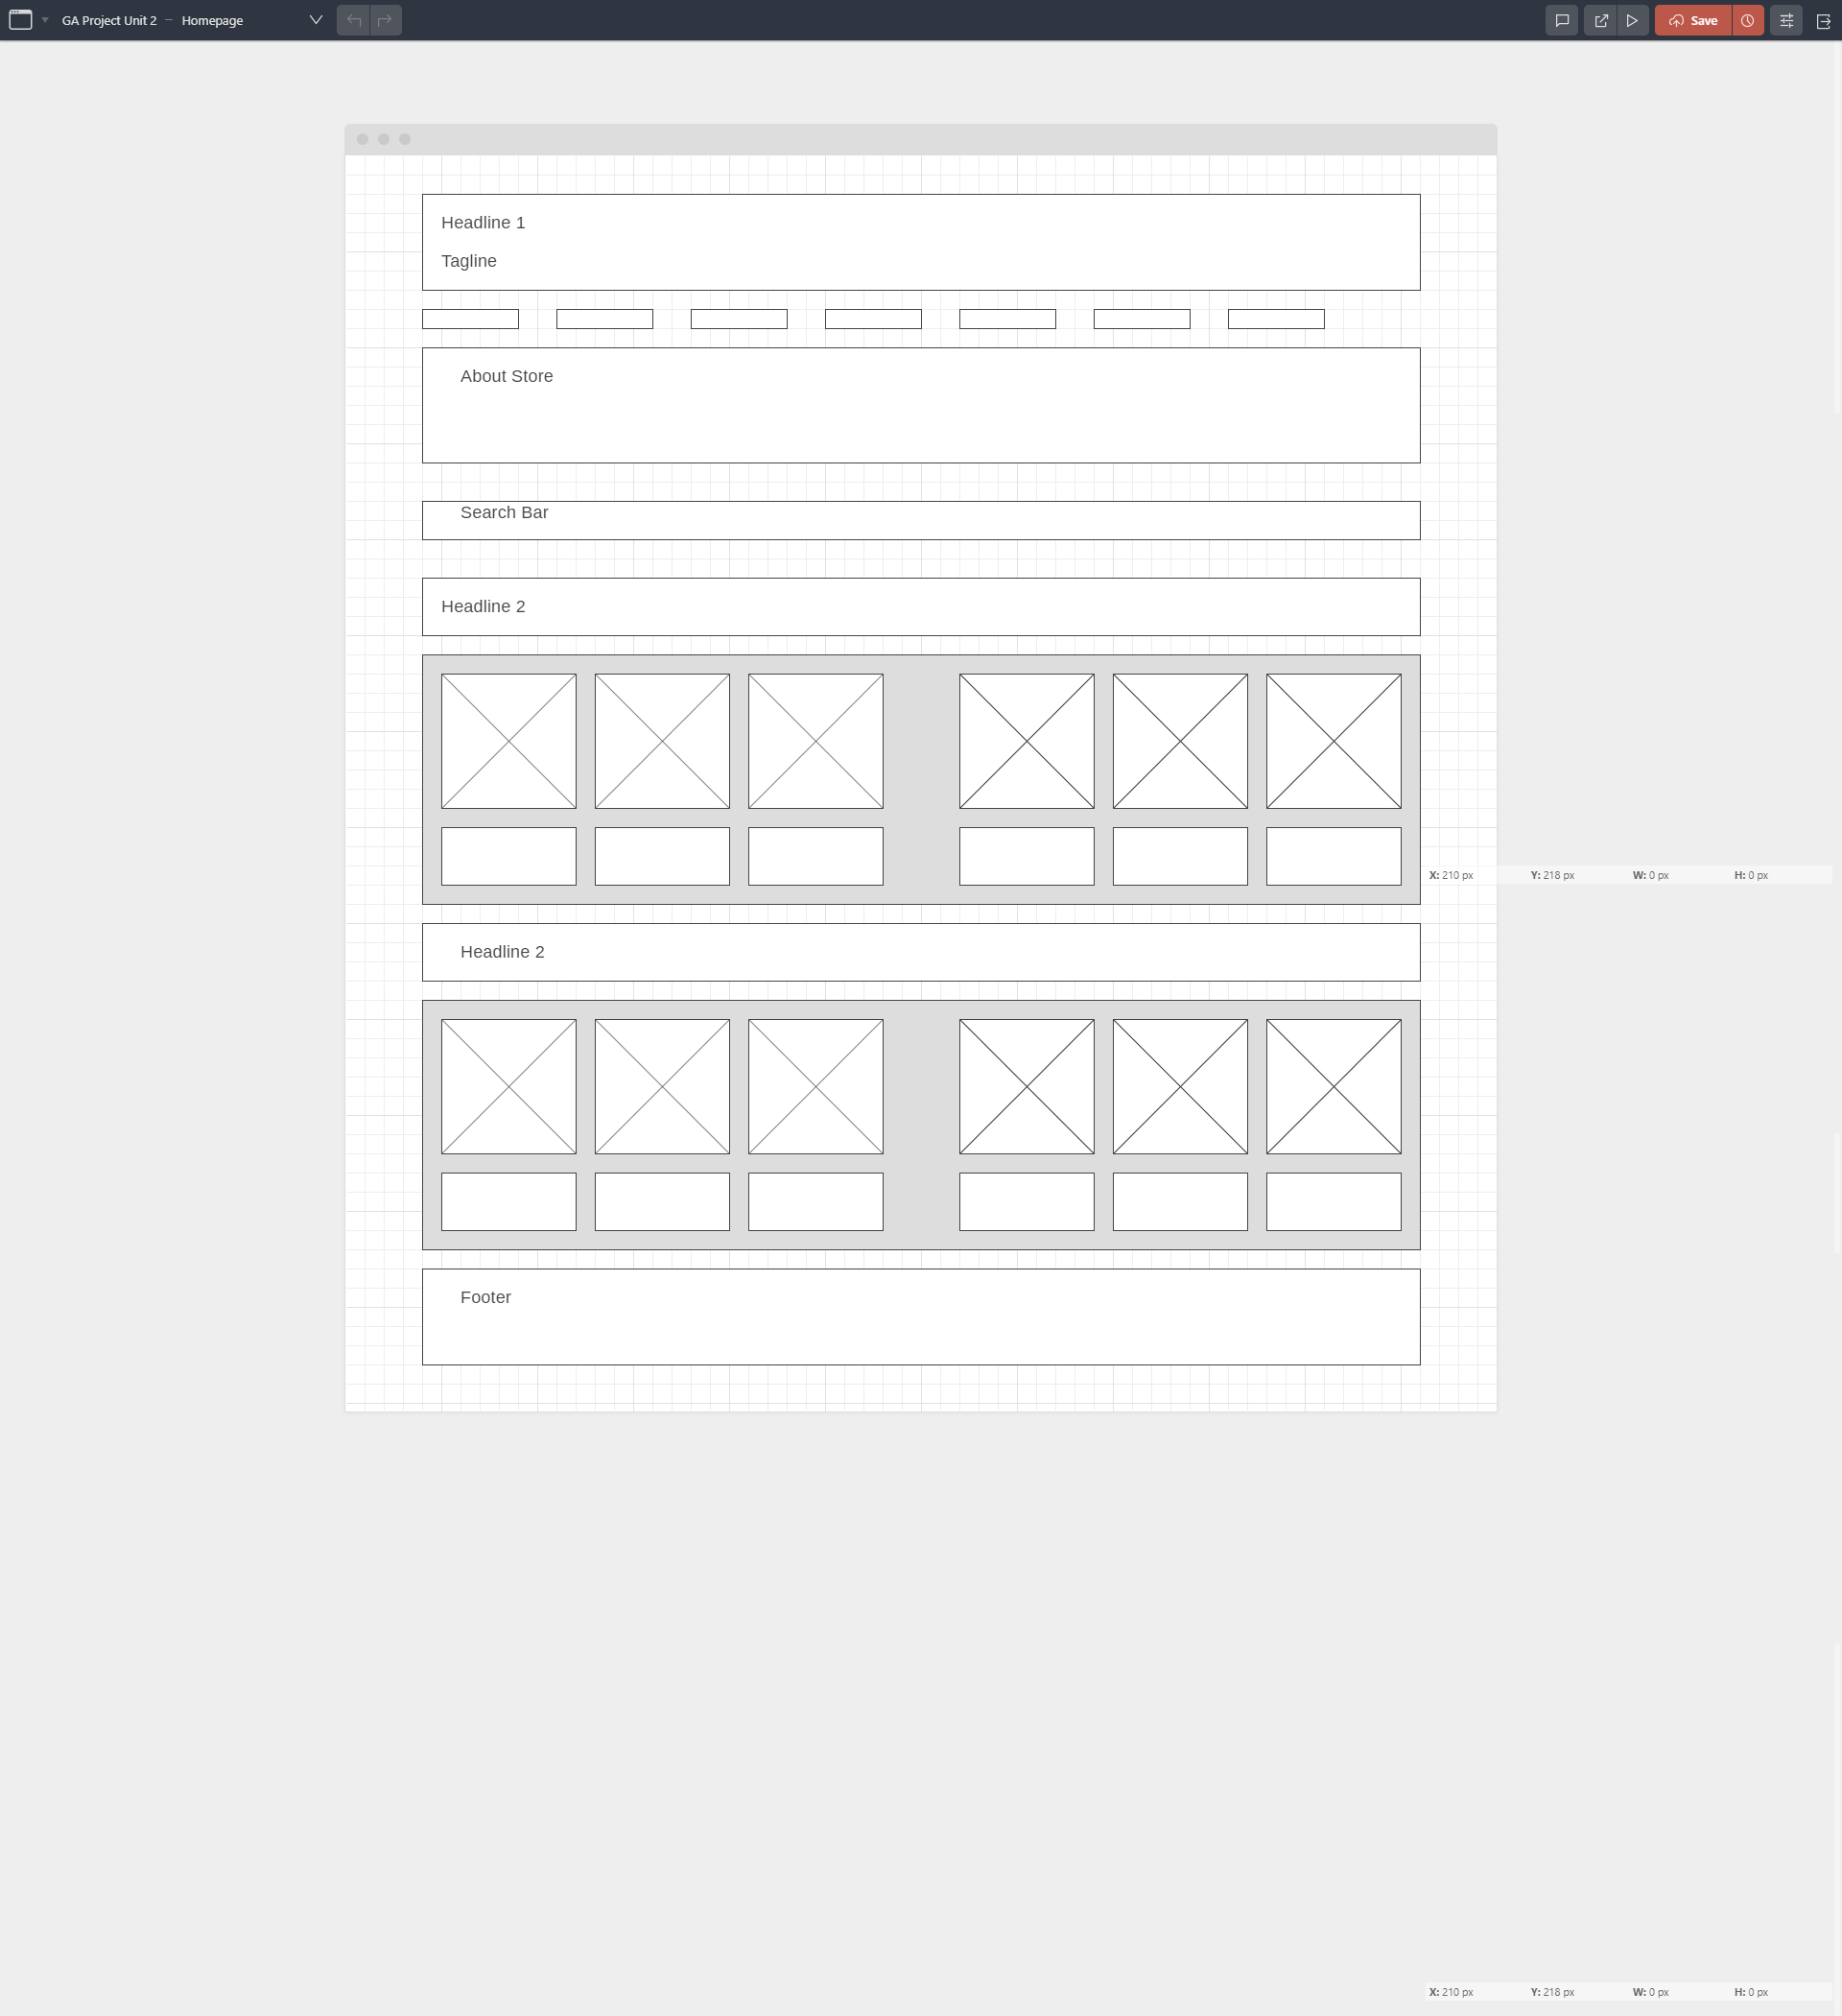 GA Project Unit 2 – Homepage
Save
Headline 1
Tagline
About Store
Search Bar
Headline 2
X: 210 px Y: 218 px W: 0 px H: 0 px
Headline 2
Footer
X: 210 px Y: 218 px W: 0 px H: 0 px